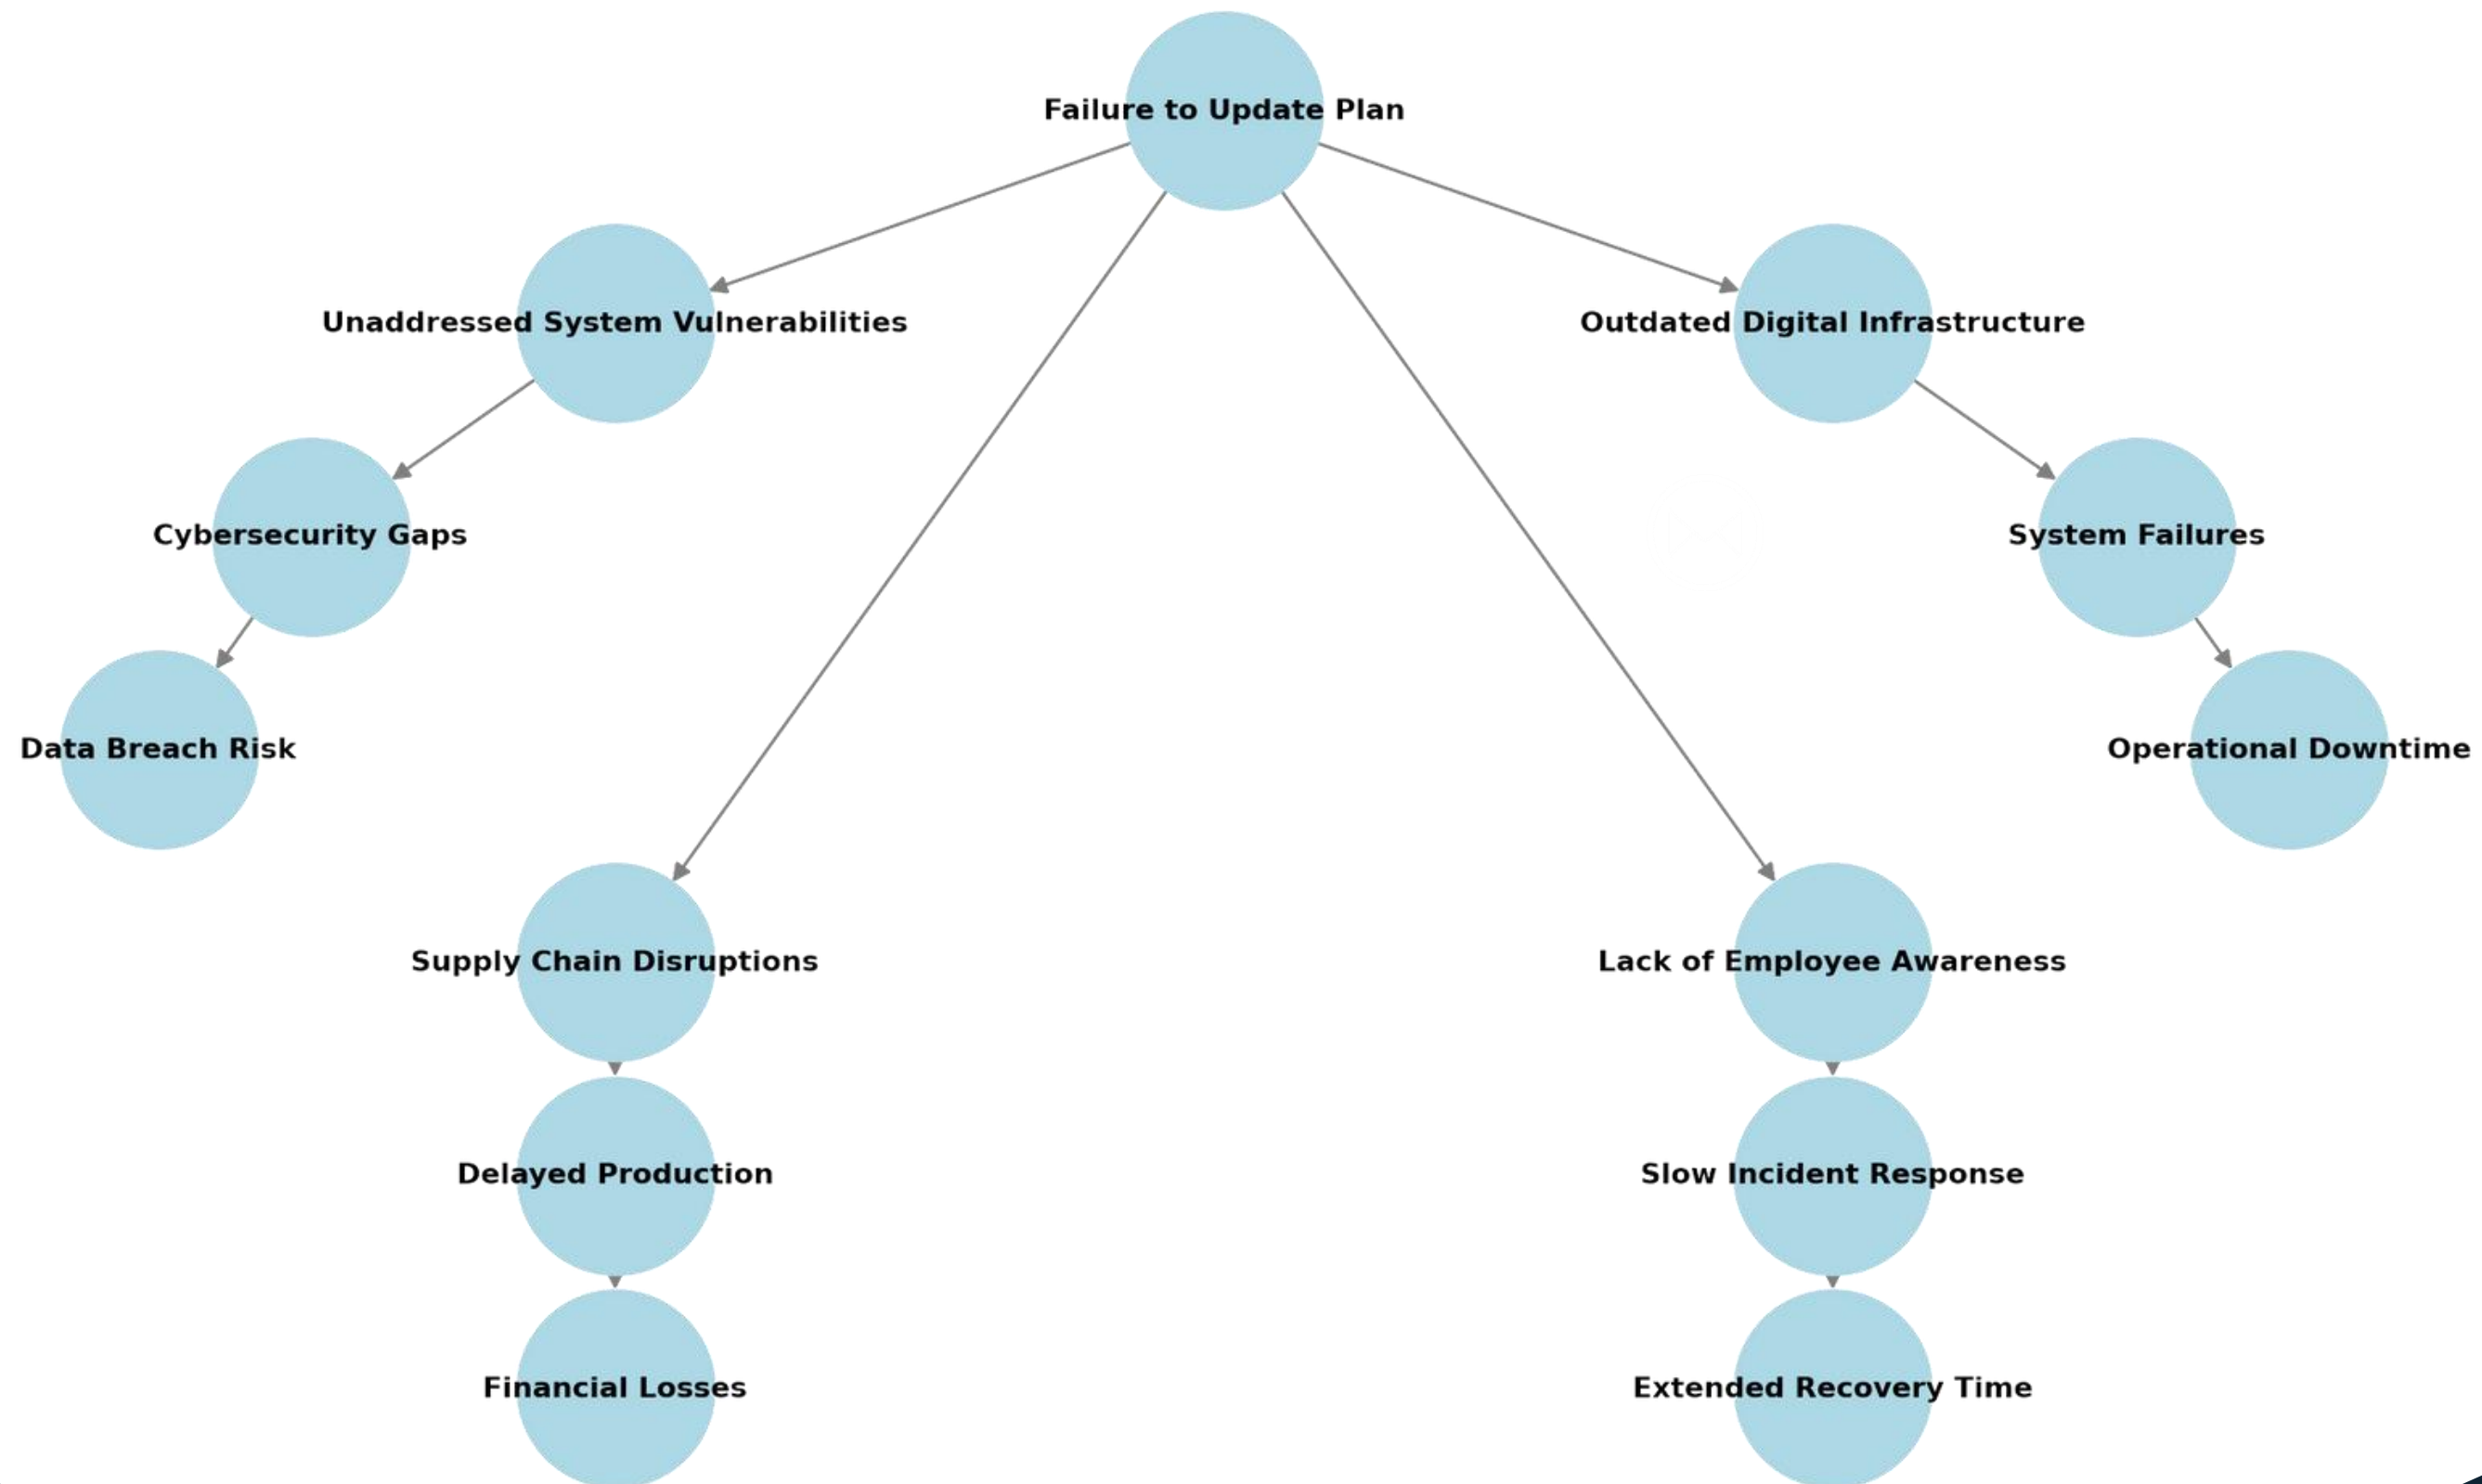 Failure to Update Plan
Unaddressed System Vulnerabilities
Outdated Digital Infrastructure
Cybersecurity Gaps
System Failures
Data Breach Risk
Operational Downtime
Supply Chain Disruptions
Lack of Employee Awareness
Delayed Production
Slow Incident Response
Financial Losses
Extended Recovery Time